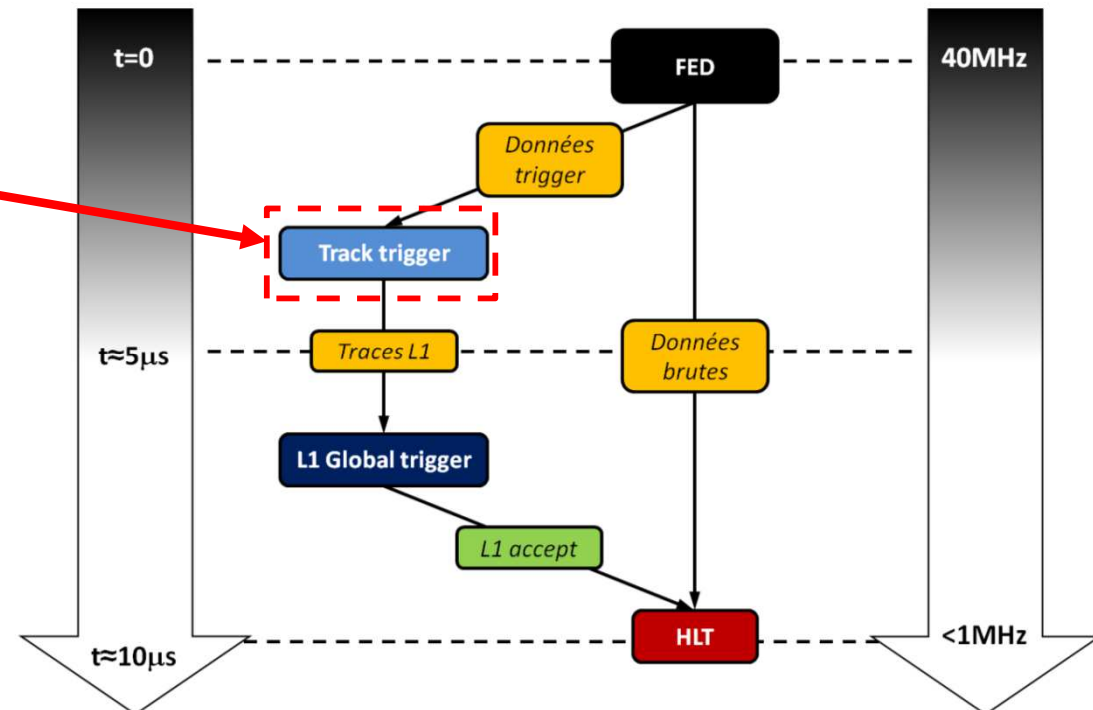 t=0
FED
40MHz
Données
trigger
Track trigger
t≈5μs
Traces L1
Données
brutes
L1 Global trigger
L1 accept
HLT
<1MHz
t≈10μs